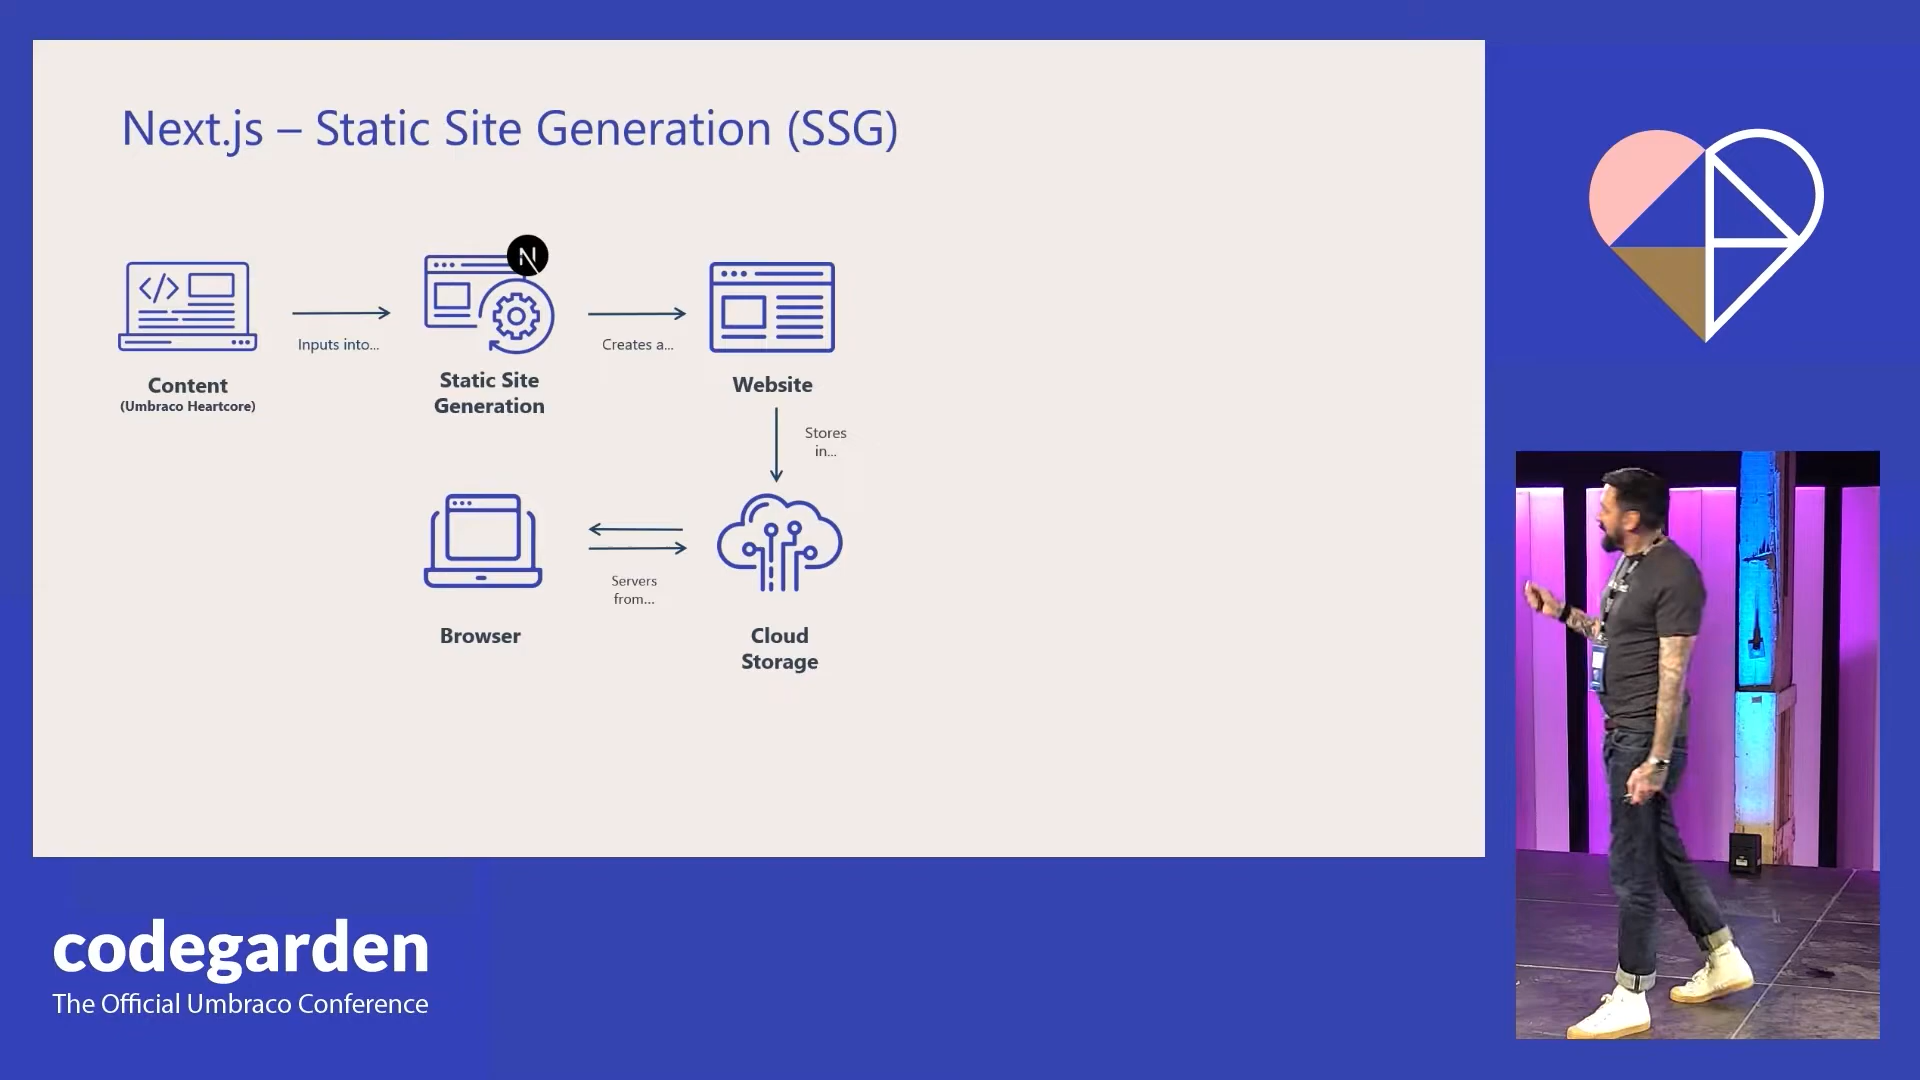 Next.js – Static Site Generation (SSG)
N
Inputs into...
Creates a...
Content
(Umbraco Heartcore)
Static Site
Generation
Website
Stores
in...
Servers
from...
Browser
Cloud
Storage
codegarden
The Official Umbraco Conference